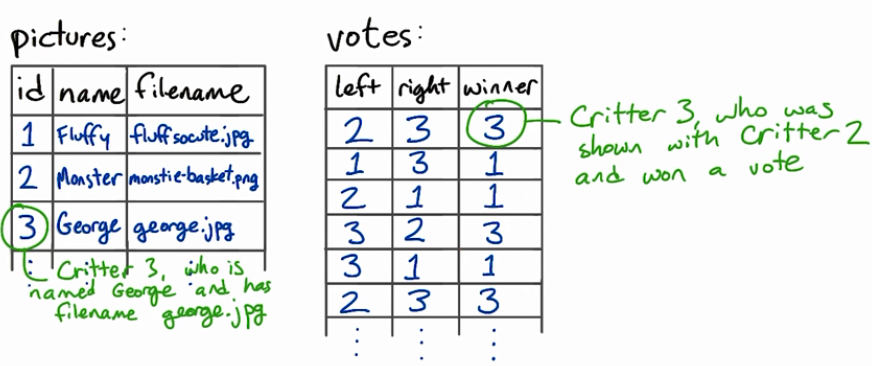 pictures:
id name filename
1 Fluffy fluffsocute.jpg
2 Monster monstie-basket.png
3 George george.jpg
Critter 3, who is
named George and has
filename george.jpg
votes:
left right winner
2 3 3
1 3 1
2 1 1
3 2 3
3 1 1
2 3 3
Critter 3, who was
shown with Critter 2
and won a vote